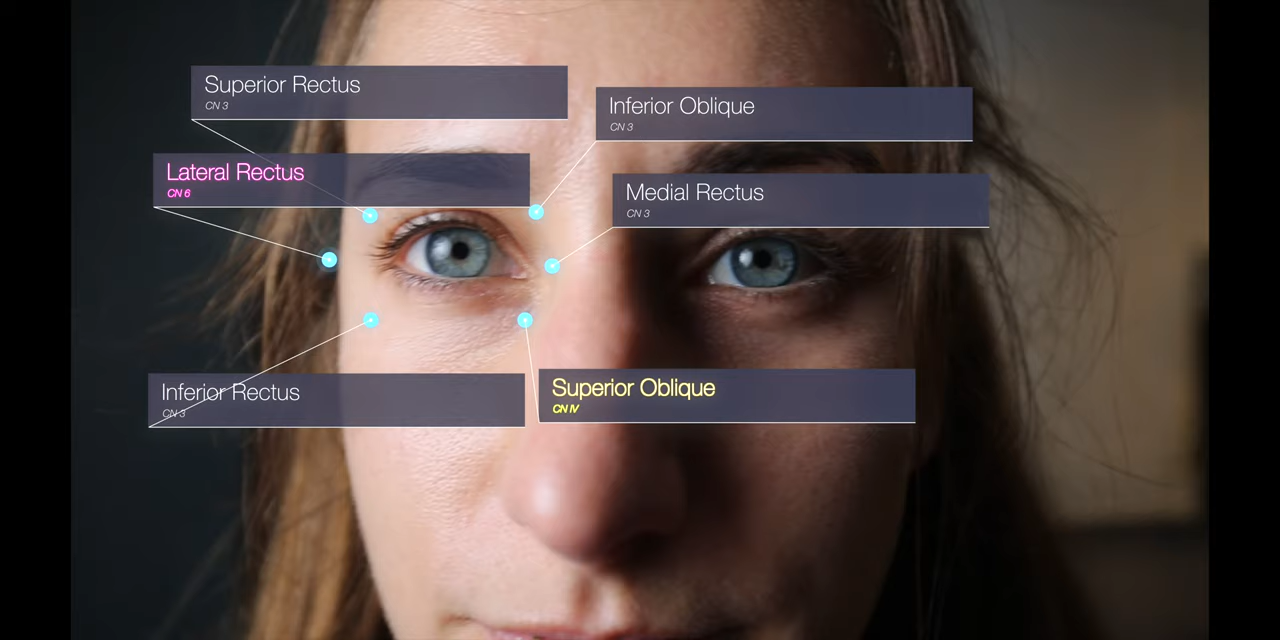 Superior Rectus
CN 3
Inferior Oblique
CN 3
Lateral Rectus
CN 6
Medial Rectus
CN 3
Inferior Rectus
CN 3
Superior Oblique
CN IV